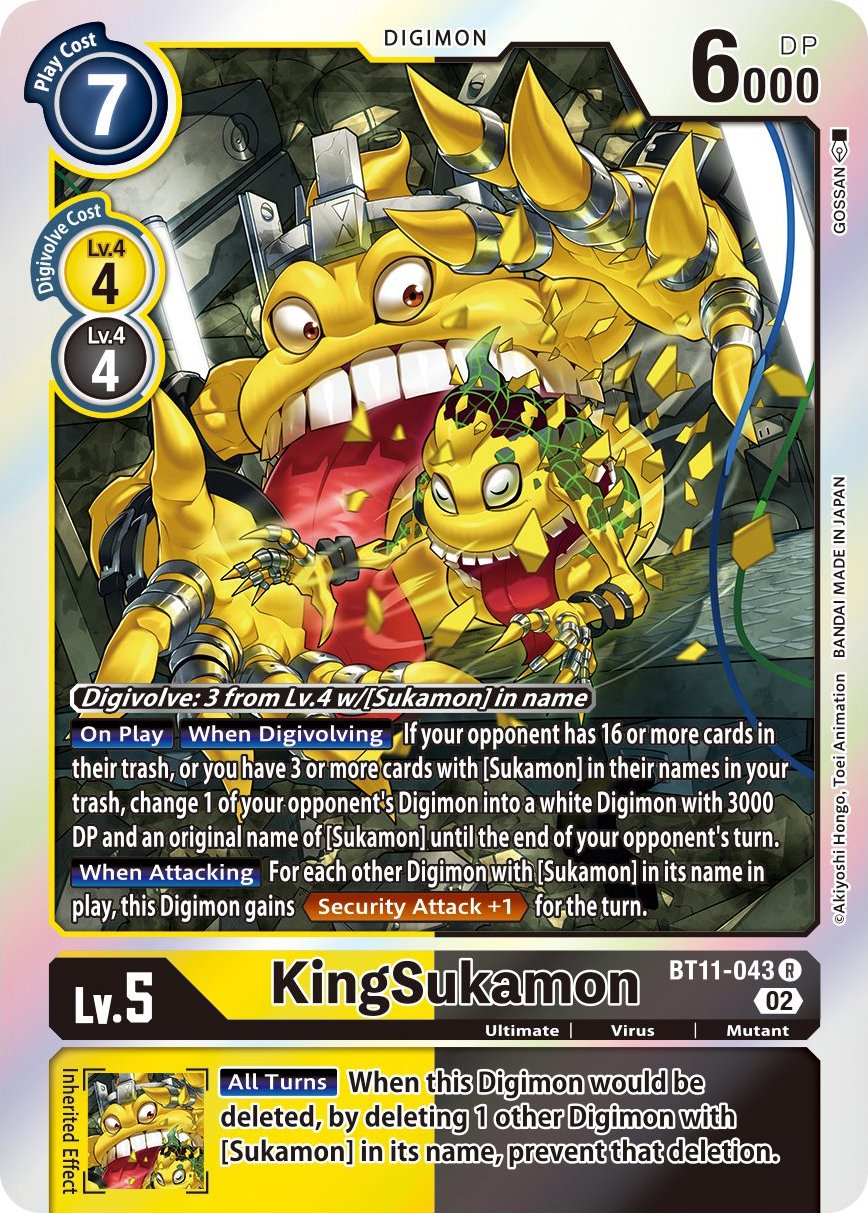 DIGIMON
Play Cost
7
DP
6000
Digivolve Cost
Lv.4
4
Lv.4
4
GOSSAN
BANDAI MADE IN JAPAN
©Akiyoshi Hongo, Toei Animation
Digivolve: 3 from Lv.4 w/[Sukamon] in name
On Play When Digivolving If your opponent has 16 or more cards in
their trash, or you have 3 or more cards with [Sukamon] in their names in your
trash, change 1 of your opponent's Digimon into a white Digimon with 3000
DP and an original name of [Sukamon] until the end of your opponent's turn.
When Attacking For each other Digimon with [Sukamon] in its name in
play, this Digimon gains Security Attack +1 for the turn.
Lv.5
KingSukamon
BT11-043 R
02
Ultimate | Virus | Mutant
Inherited Effect
All Turns When this Digimon would be
deleted, by deleting 1 other Digimon with
[Sukamon] in its name, prevent that deletion.